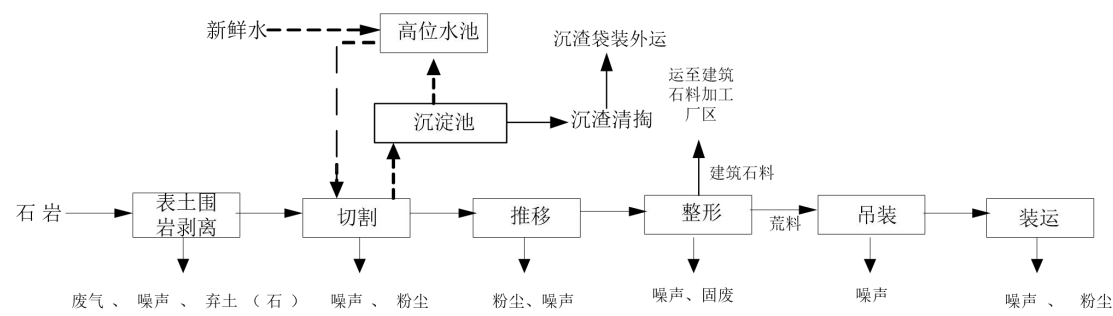 新鲜水
高位水池
沉渣袋装外运
运至建筑
石料加工
厂区
沉淀池
沉渣清掏
建筑石料
石 岩
表土围
岩剥离
切割
推移
整形
荒料
吊装
装运
废气 、 噪声 、 弃土 （ 石 ）
噪声 、 粉尘
粉尘、噪声
噪声、固废
噪声
噪声 、 粉尘